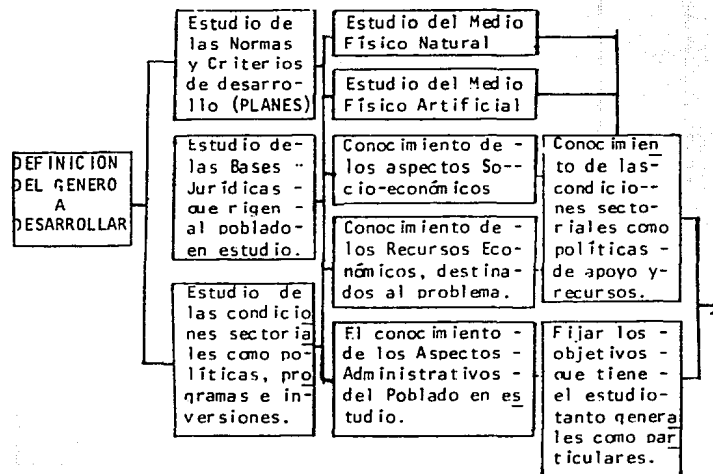 DEFINICION
DEL GENERO
A
DESARROLLAR
Estudio de
las Normas
y Criterios
de desarro-
llo (PLANES)
Estudio de-
las Bases -
Jurídicas -
que rigen -
al poblado-
en estudio.
Estudio de
las condicio
nes sectoria
les como po-
líticas, pro
gramas e in-
versiones.
Estudio del Medio
Físico Natural
Estudio del Medio
Físico Artificial
Conocimiento de -
los aspectos So--
cio-económicos
Conocimiento de -
los Recursos Eco-
nómicos, destina-
dos al problema.
El conocimiento -
de los Aspectos -
Administrativos -
del Poblado en es
tudio.
Conocimien
to de las-
condicio--
nes secto-
riales como
políticas -
de apoyo y-
recursos.
Fijar los -
objetivos -
que tiene -
el estudio-
tanto genera
les como par
ticulares.